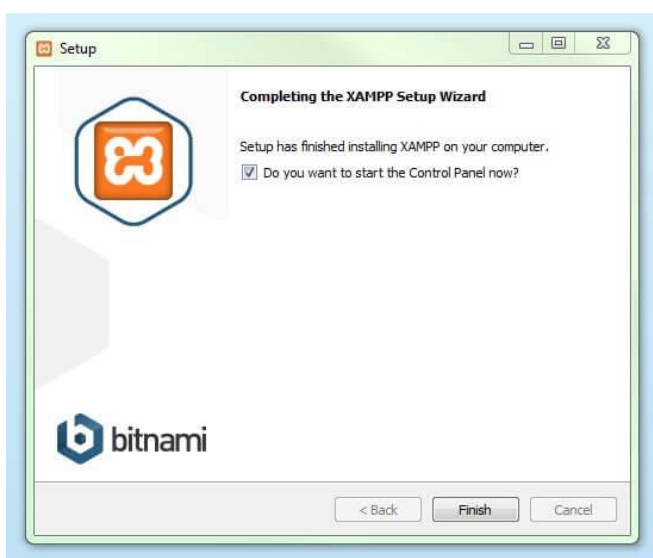 Setup
Completing the XAMPP Setup Wizard
Setup has finished installing XAMPP on your computer.
Do you want to start the Control Panel now?
bitnami
< Back Finish Cancel